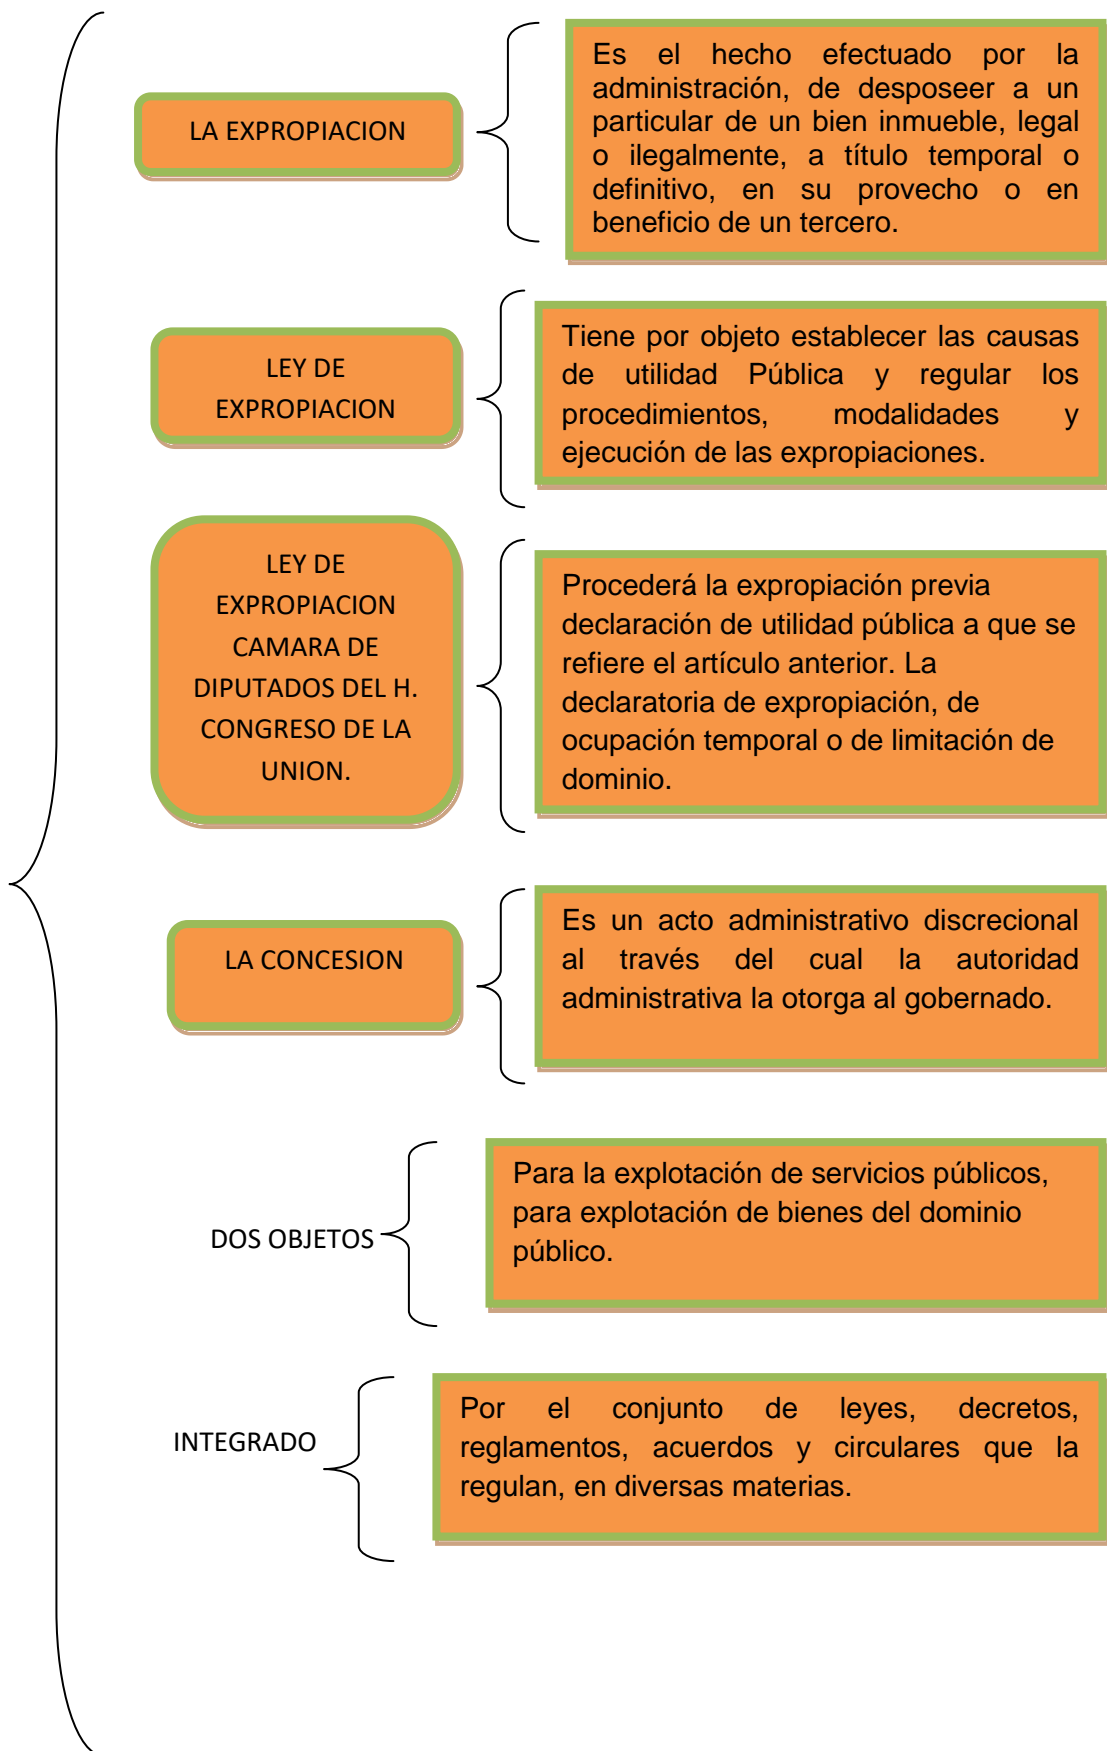 LA EXPROPIACION
Es el hecho efectuado por la
administración, de desposeer a un
particular de un bien inmueble, legal
o ilegalmente, a título temporal o
definitivo, en su provecho o en
beneficio de un tercero.
LEY DE
EXPROPIACION
Tiene por objeto establecer las causas
de utilidad Pública y regular los
procedimientos, modalidades y
ejecución de las expropiaciones.
LEY DE
EXPROPIACION
CAMARA DE
DIPUTADOS DEL H.
CONGRESO DE LA
UNION.
Procederá la expropiación previa
declaración de utilidad pública a que se
refiere el artículo anterior. La
declaratoria de expropiación, de
ocupación temporal o de limitación de
dominio.
LA CONCESION
Es un acto administrativo discrecional
al través del cual la autoridad
administrativa la otorga al gobernado.
DOS OBJETOS
Para la explotación de servicios públicos,
para explotación de bienes del dominio
público.
INTEGRADO
Por el conjunto de leyes, decretos,
reglamentos, acuerdos y circulares que la
regulan, en diversas materias.